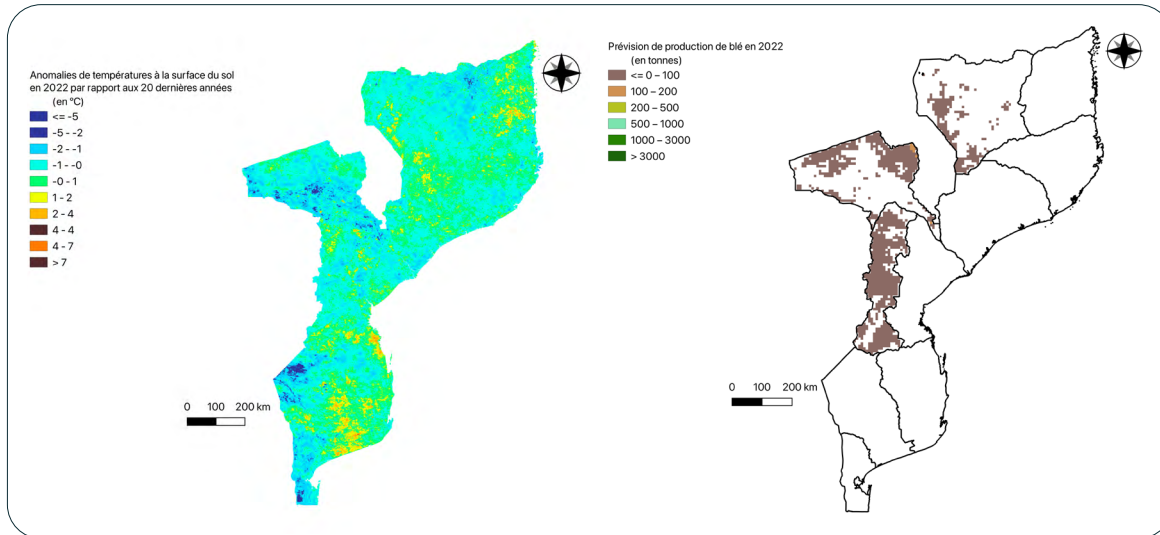 Anomalies de températures à la surface du sol
en 2022 par rapport aux 20 dernières années
(en °C)
<= -5
-5 - -2
-2 - -1
-1 - -0
-0 - 1
1 - 2
2 - 4
4 - 4
4 - 7
> 7
0 100 200 km
Prévision de production de blé en 2022
(en tonnes)
<= 0 – 100
100 – 200
200 – 500
500 – 1000
1000 – 3000
> 3000
0 100 200 km